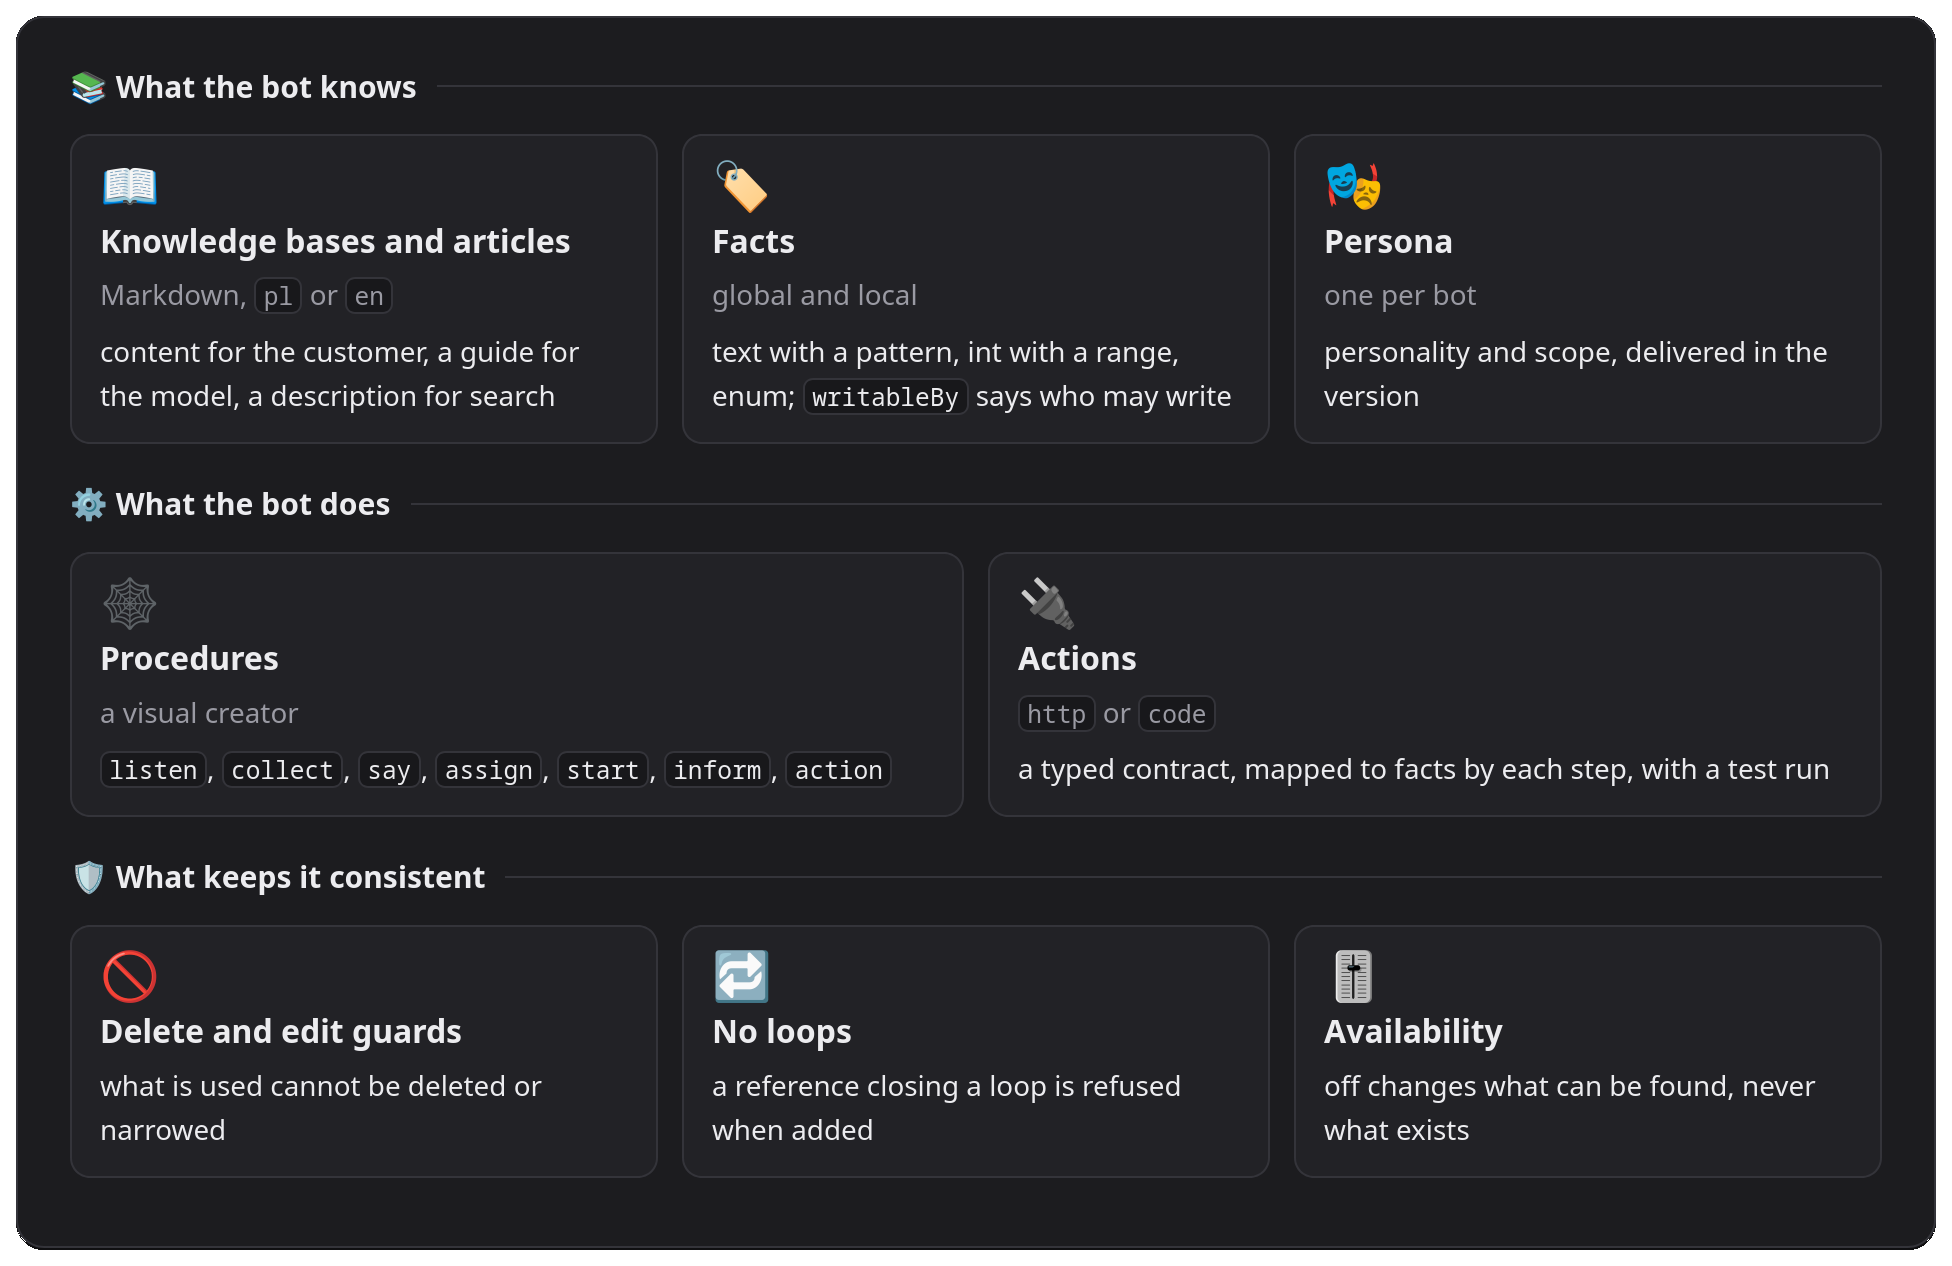 What the bot knows
Knowledge bases and articles
Markdown, pl or en
content for the customer, a guide for
the model, a description for search
Facts
global and local
text with a pattern, int with a range,
enum; writableBy says who may write
Persona
one per bot
personality and scope, delivered in the
version
What the bot does
Procedures
a visual creator
listen, collect, say, assign, start, inform, action
Actions
http or code
a typed contract, mapped to facts by each step, with a test run
What keeps it consistent
Delete and edit guards
what is used cannot be deleted or
narrowed
No loops
a reference closing a loop is refused
when added
Availability
off changes what can be found, never
what exists